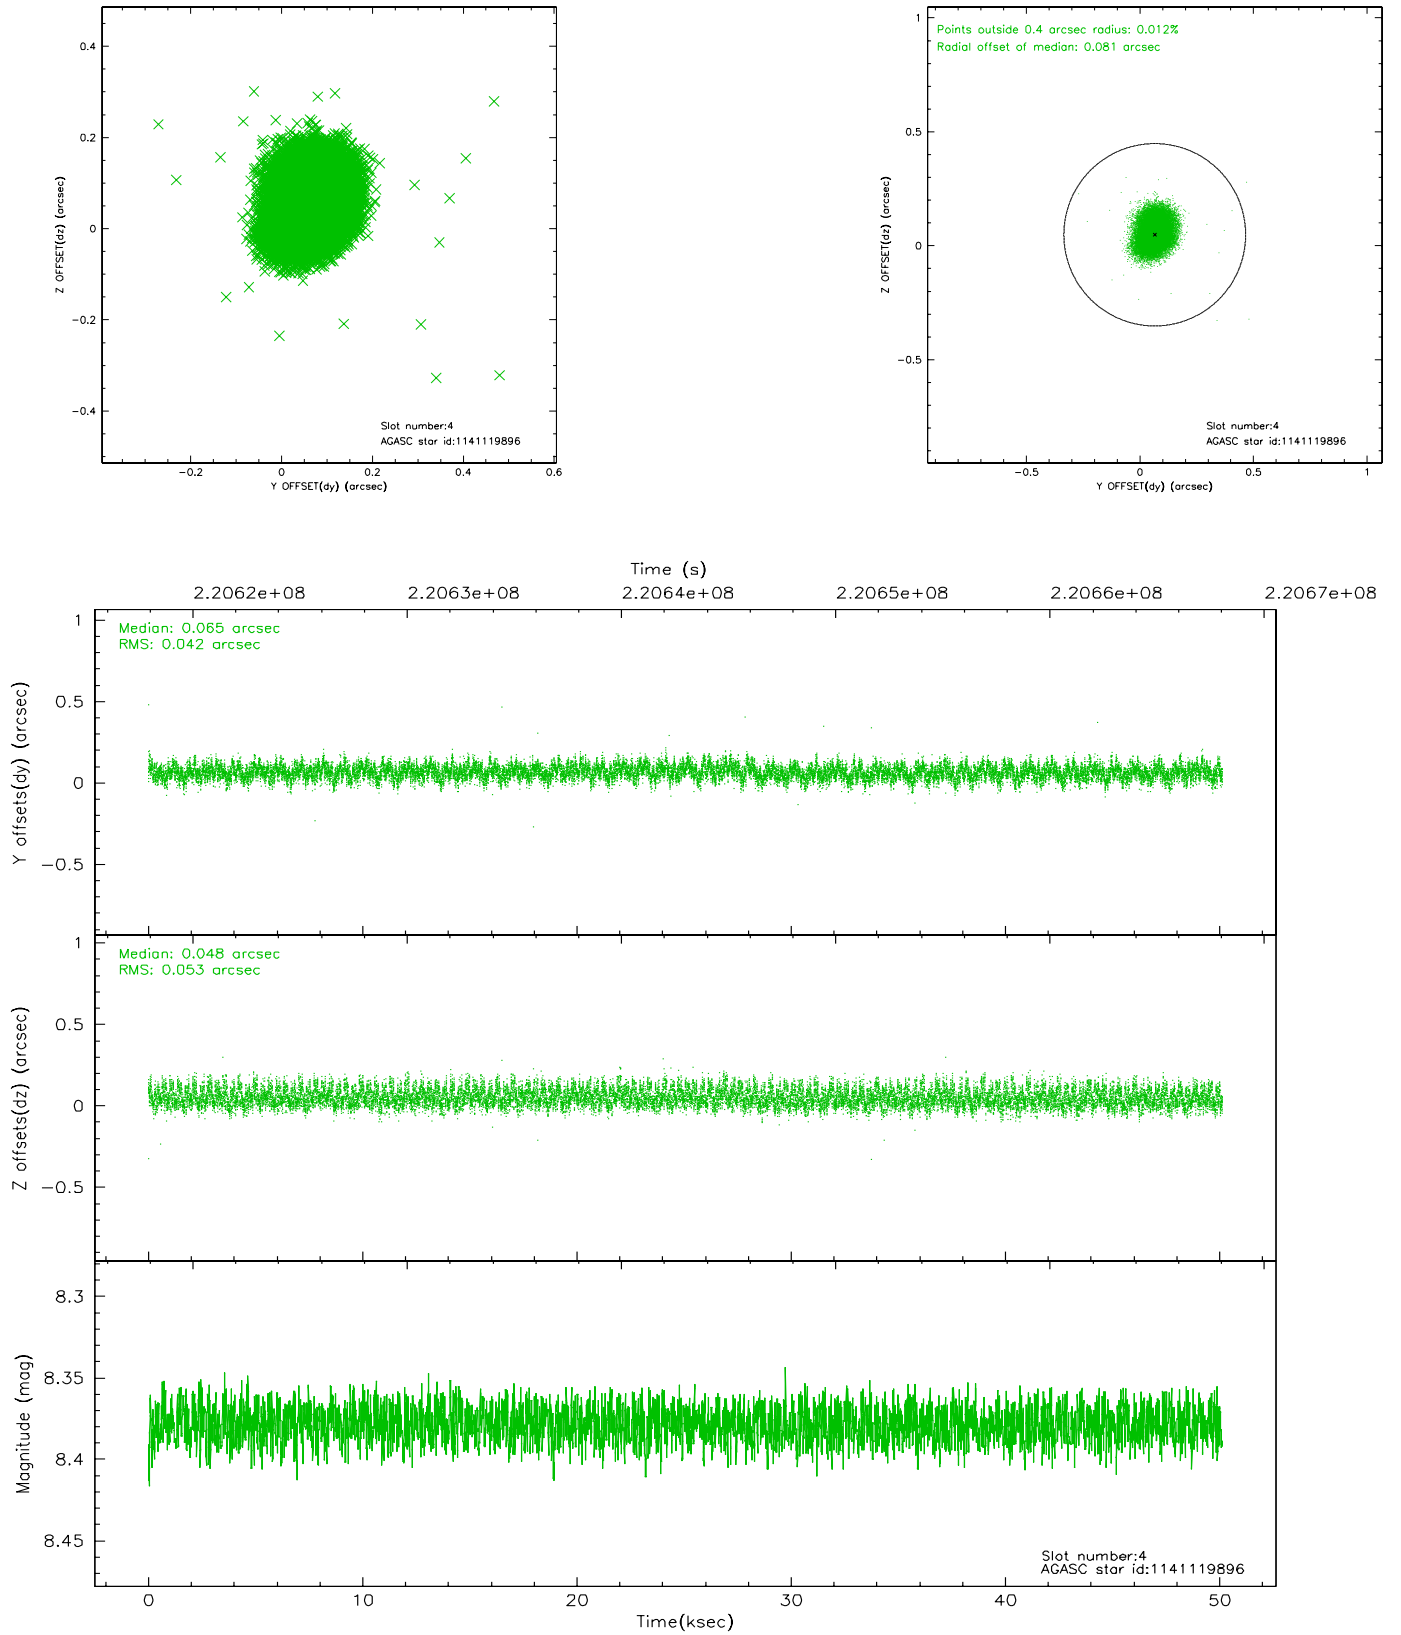 0.4
0.2
0
−0.2
−0.4
Z OFFSET(dz) (arcsec)
−0.2
0
0.2
0.4
0.6
Y OFFSET(dy) (arcsec)
Slot number:4
AGASC star id:1141119896
Points outside 0.4 arcsec radius: 0.012%
Radial offset of median: 0.081 arcsec
1
0.5
0
−0.5
Z OFFSET(dz) (arcsec)
−0.5
0
0.5
1
Y OFFSET(dy) (arcsec)
Slot number:4
AGASC star id:1141119896
Time (s)
2.2062e+08
2.2063e+08
2.2064e+08
2.2065e+08
2.2066e+08
2.2067e+08
Median: 0.065 arcsec
RMS: 0.042 arcsec
1
0.5
0
−0.5
Y offsets(dy) (arcsec)
Median: 0.048 arcsec
RMS: 0.053 arcsec
1
0.5
0
−0.5
Z offsets(dz) (arcsec)
8.3
8.35
8.4
8.45
Magnitude (mag)
Slot number:4
AGASC star id:1141119896
0
10
20
30
40
50
Time(ksec)